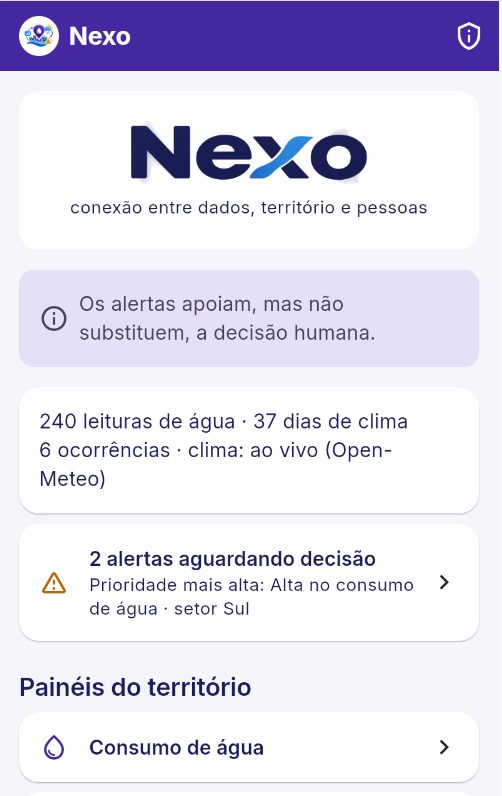 Nexo
Nexo
conexão entre dados, território e pessoas
Os alertas apoiam, mas não
substituem, a decisão humana.
240 leituras de água · 37 dias de clima
6 ocorrências · clima: ao vivo (Open-
Meteo)
2 alertas aguardando decisão
Prioridade mais alta: Alta no consumo
de água · setor Sul
Painéis do território
Consumo de água